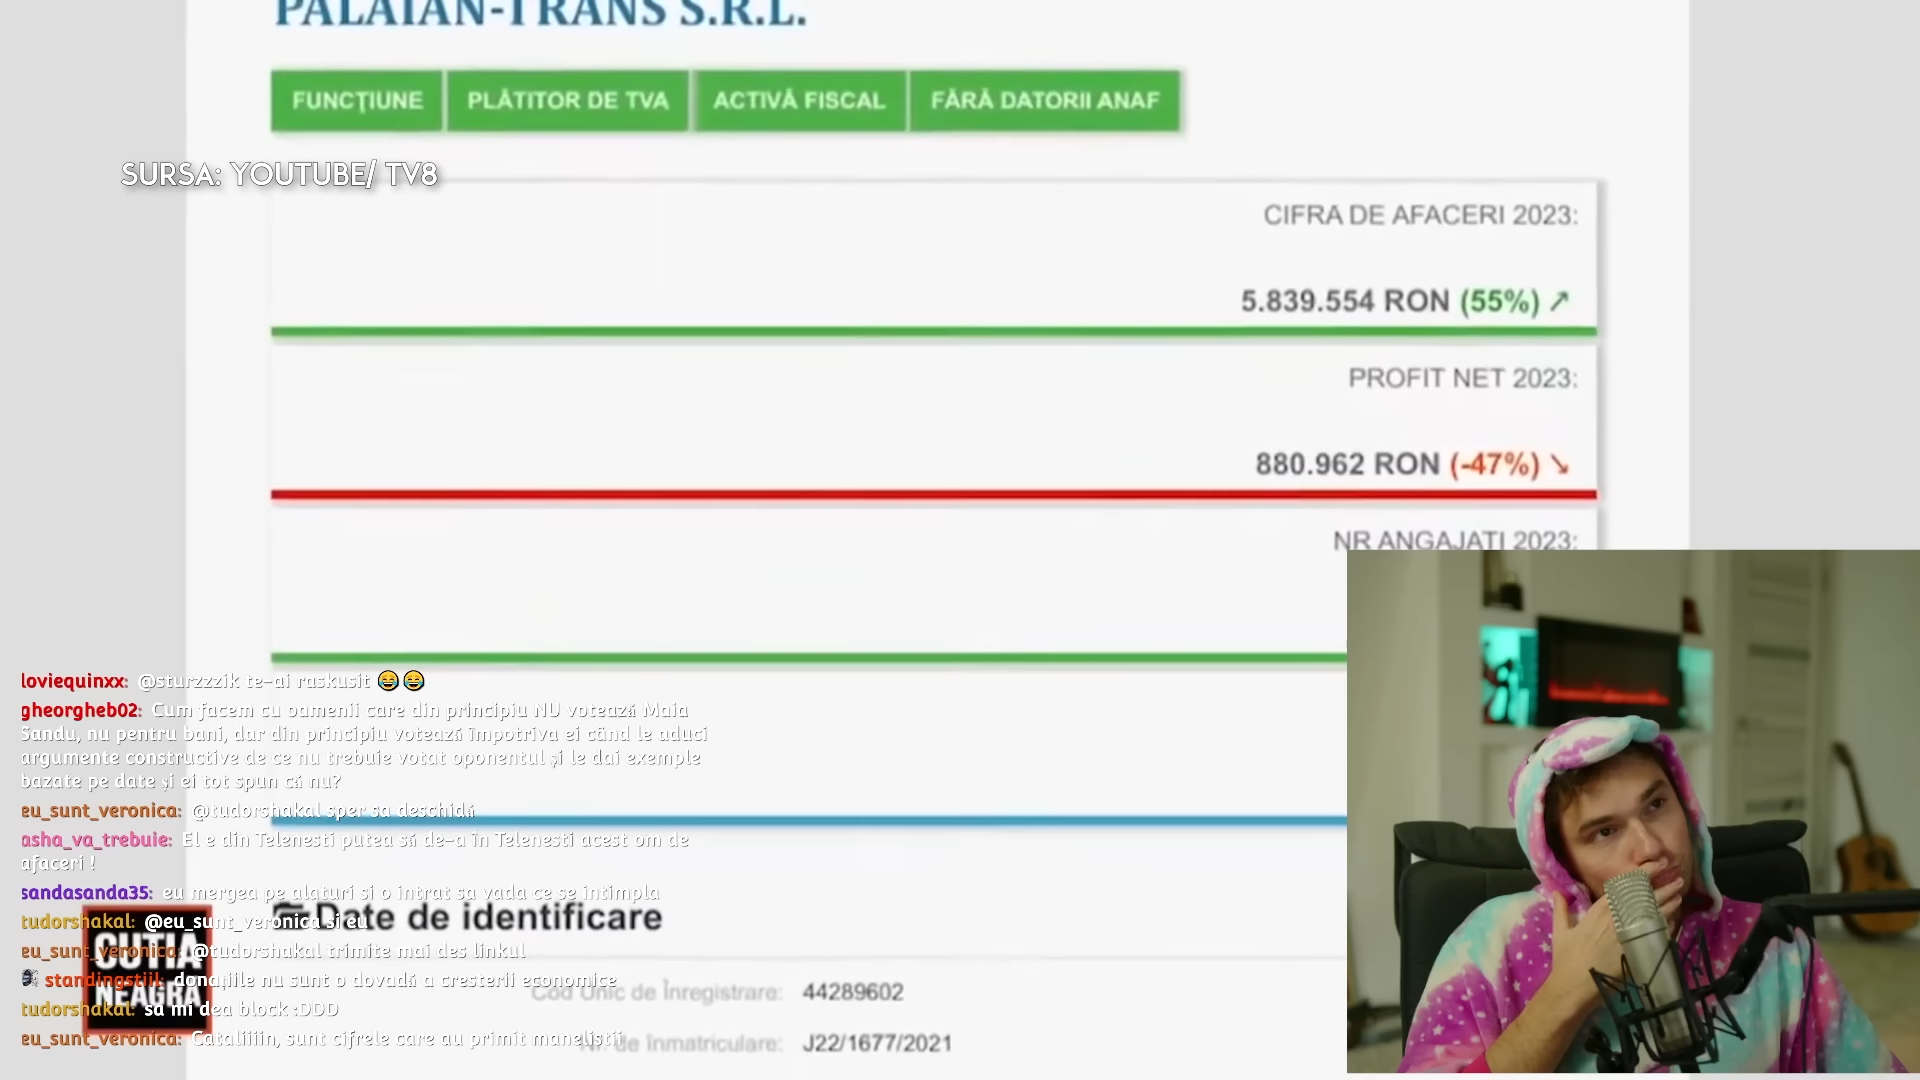 PALAIAN-TRANS S.R.L.
FUNCŢIUNE
PLĂTITOR DE TVA
ACTIVĂ FISCAL
FĂRĂ DATORII ANAF
SURSA: YOUTUBE/ TV8
CIFRA DE AFACERI 2023:
5.839.554 RON (55%) ↗
PROFIT NET 2023:
880.962 RON (-47%) ↘
NR ANGAJATI 2023:
loviequinxx: @sturzzzik te-ai raskusit 😂😂
gheorgheb02: Cum facem cu oamenii care din principiu NU votează Maia
Sandu, nu pentru bani, dar din principiu votează împotriva ei când le aduci
argumente constructive de ce nu trebuie votat oponentul și le dai exemple
bazate pe date și ei tot spun că nu?
eu_sunt_veronica: @tudorshakal sper sa deschidă
asha_va_trebuie: El e din Telenesti putea să de-a în Telenesti acest om de
afaceri !
sandasanda35: eu mergea pe alaturi si o intrat sa vada ce se intimpla
tudorshakal: @eu_sunt_veronica si eu
eu_sunt_veronica: @tudorshakal trimite mai des linkul
standingstiil: donațiile nu sunt o dovadă a cresterii economice
tudorshakal: sa mi dea block :DDD
eu_sunt_veronica: Cataliiiin, sunt cifrele care au primit maneliștii
CUTIA
NEAGRA
Date de identificare
Cod Unic de Înregistrare: 44289602
Nr. de Înmatriculare: J22/1677/2021